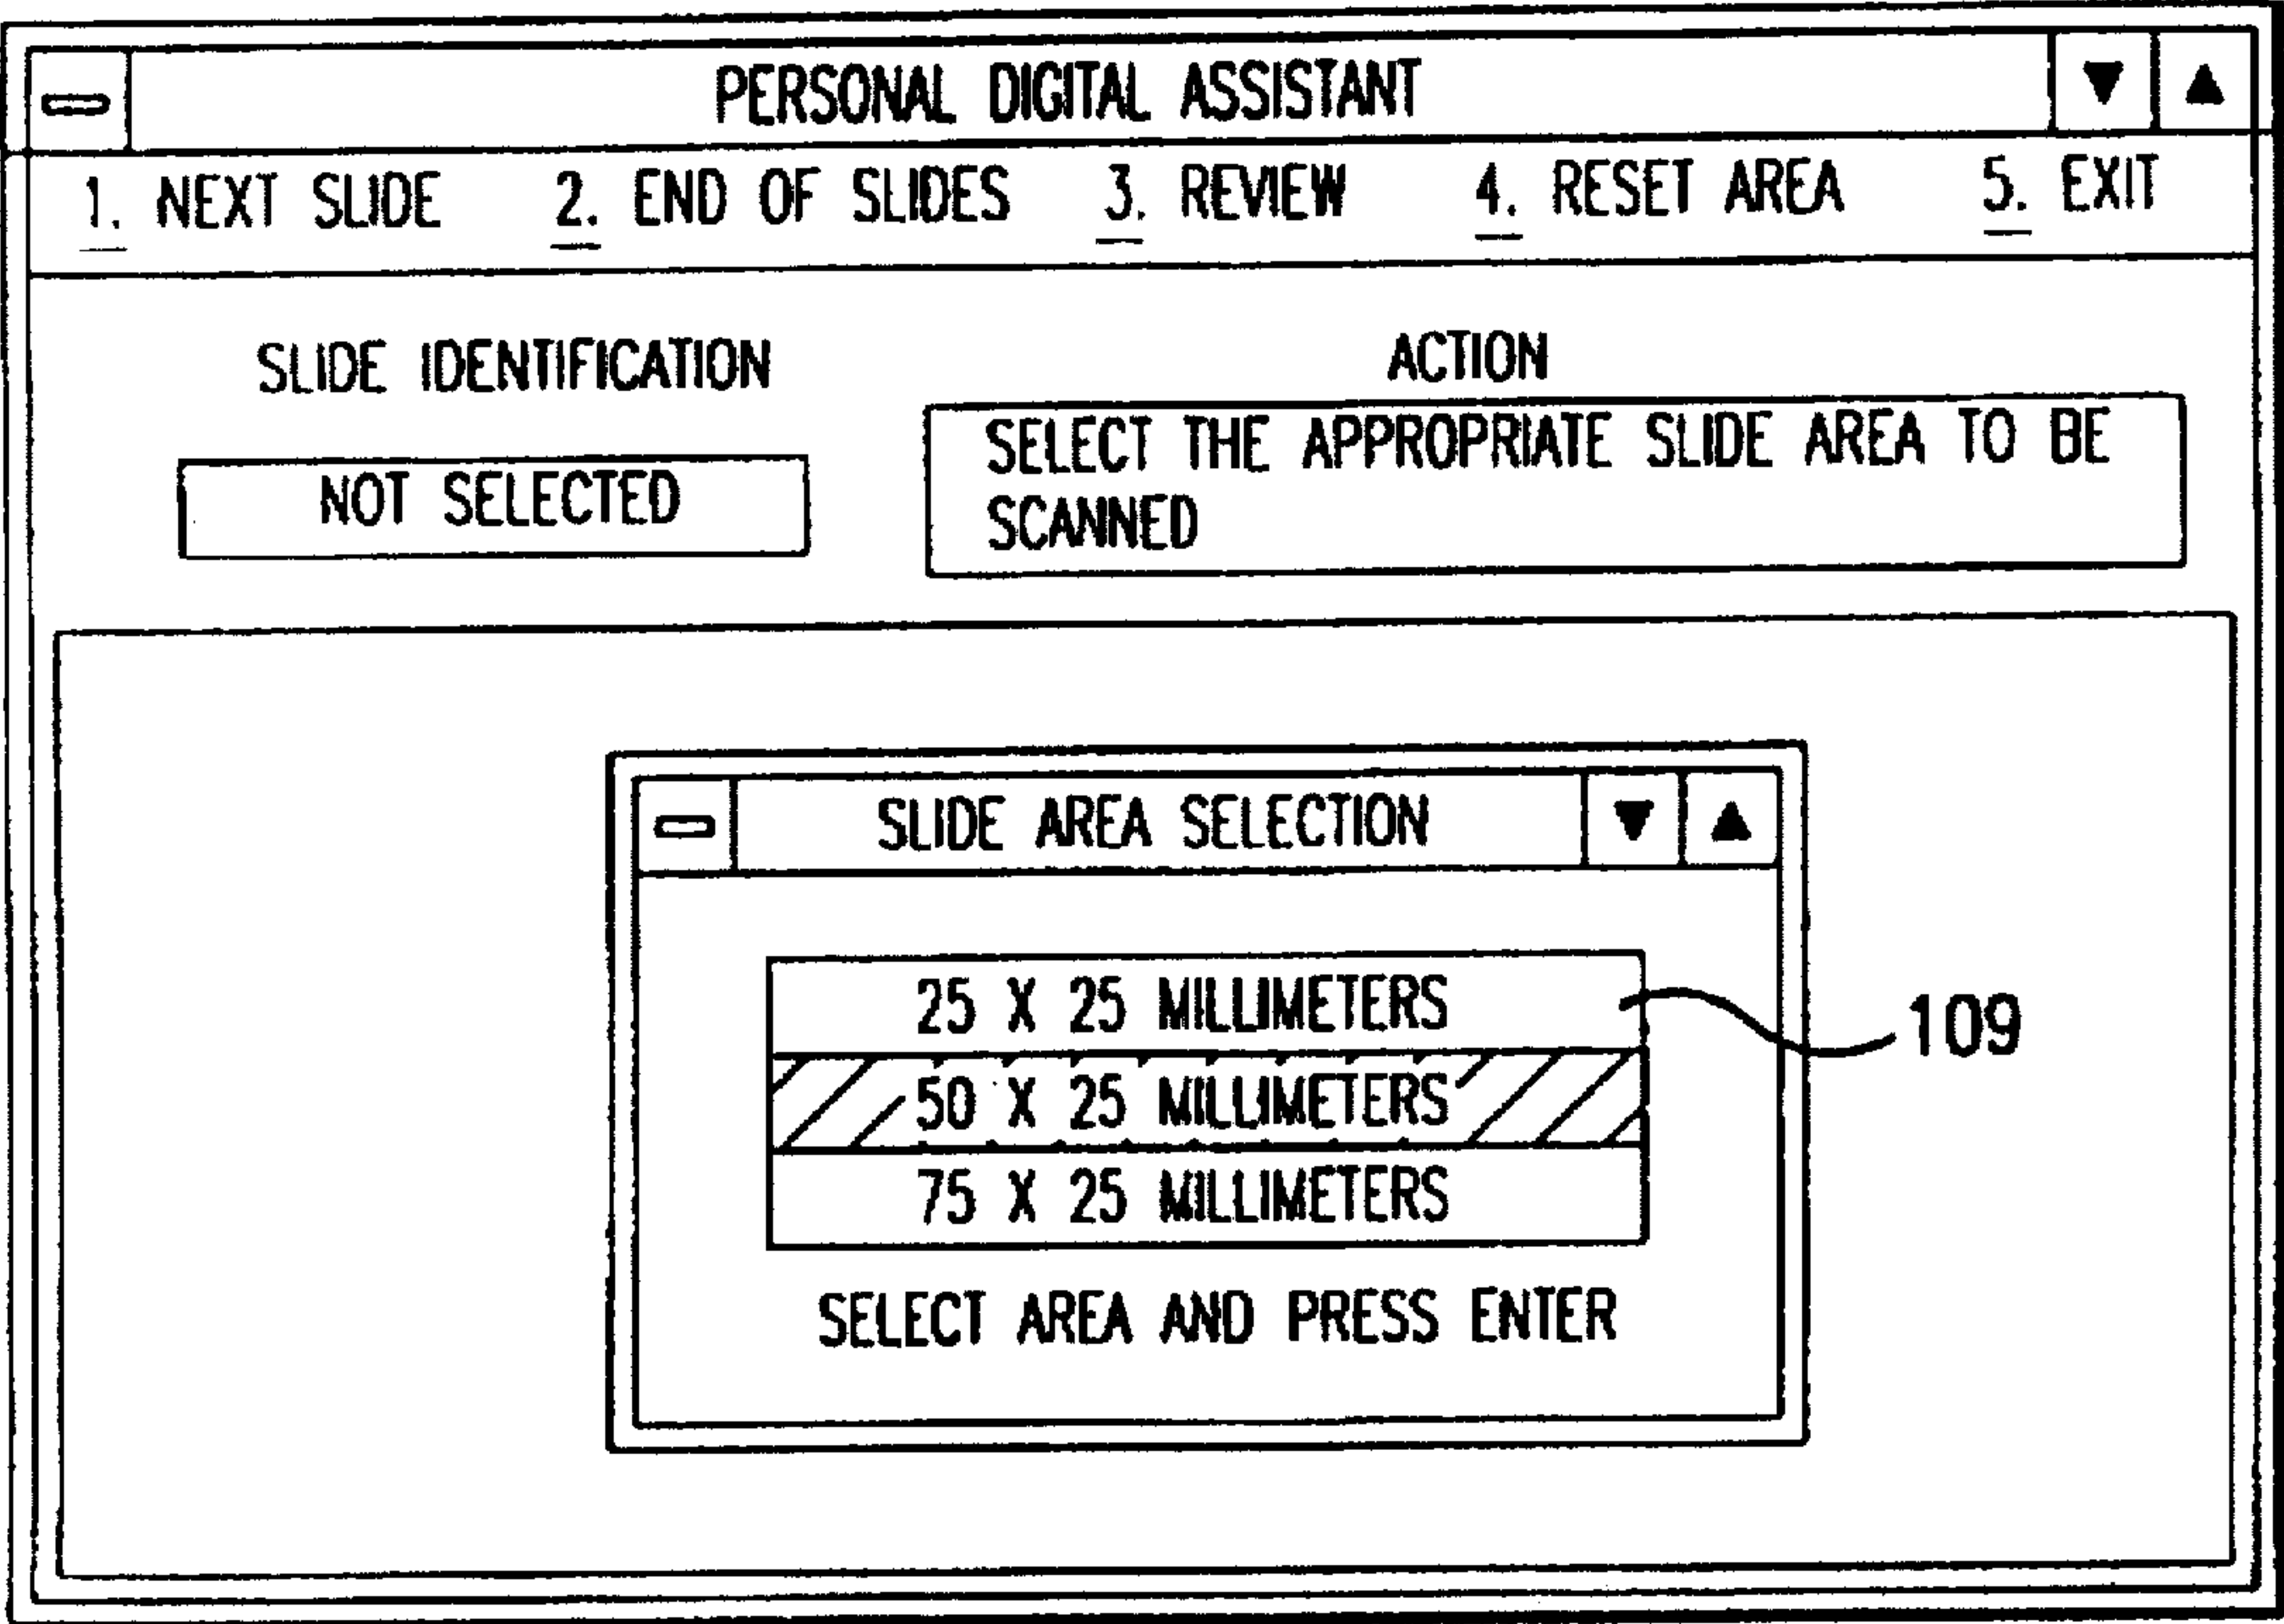 PERSONAL DIGITAL ASSISTANT
1. NEXT SLIDE 2. END OF SLIDES 3. REVIEW 4. RESET AREA 5. EXIT
SLIDE IDENTIFICATION
NOT SELECTED
ACTION
SELECT THE APPROPRIATE SLIDE AREA TO BE
SCANNED
SLIDE AREA SELECTION
25 X 25 MILLIMETERS
50 X 25 MILLIMETERS
75 X 25 MILLIMETERS
SELECT AREA AND PRESS ENTER
109